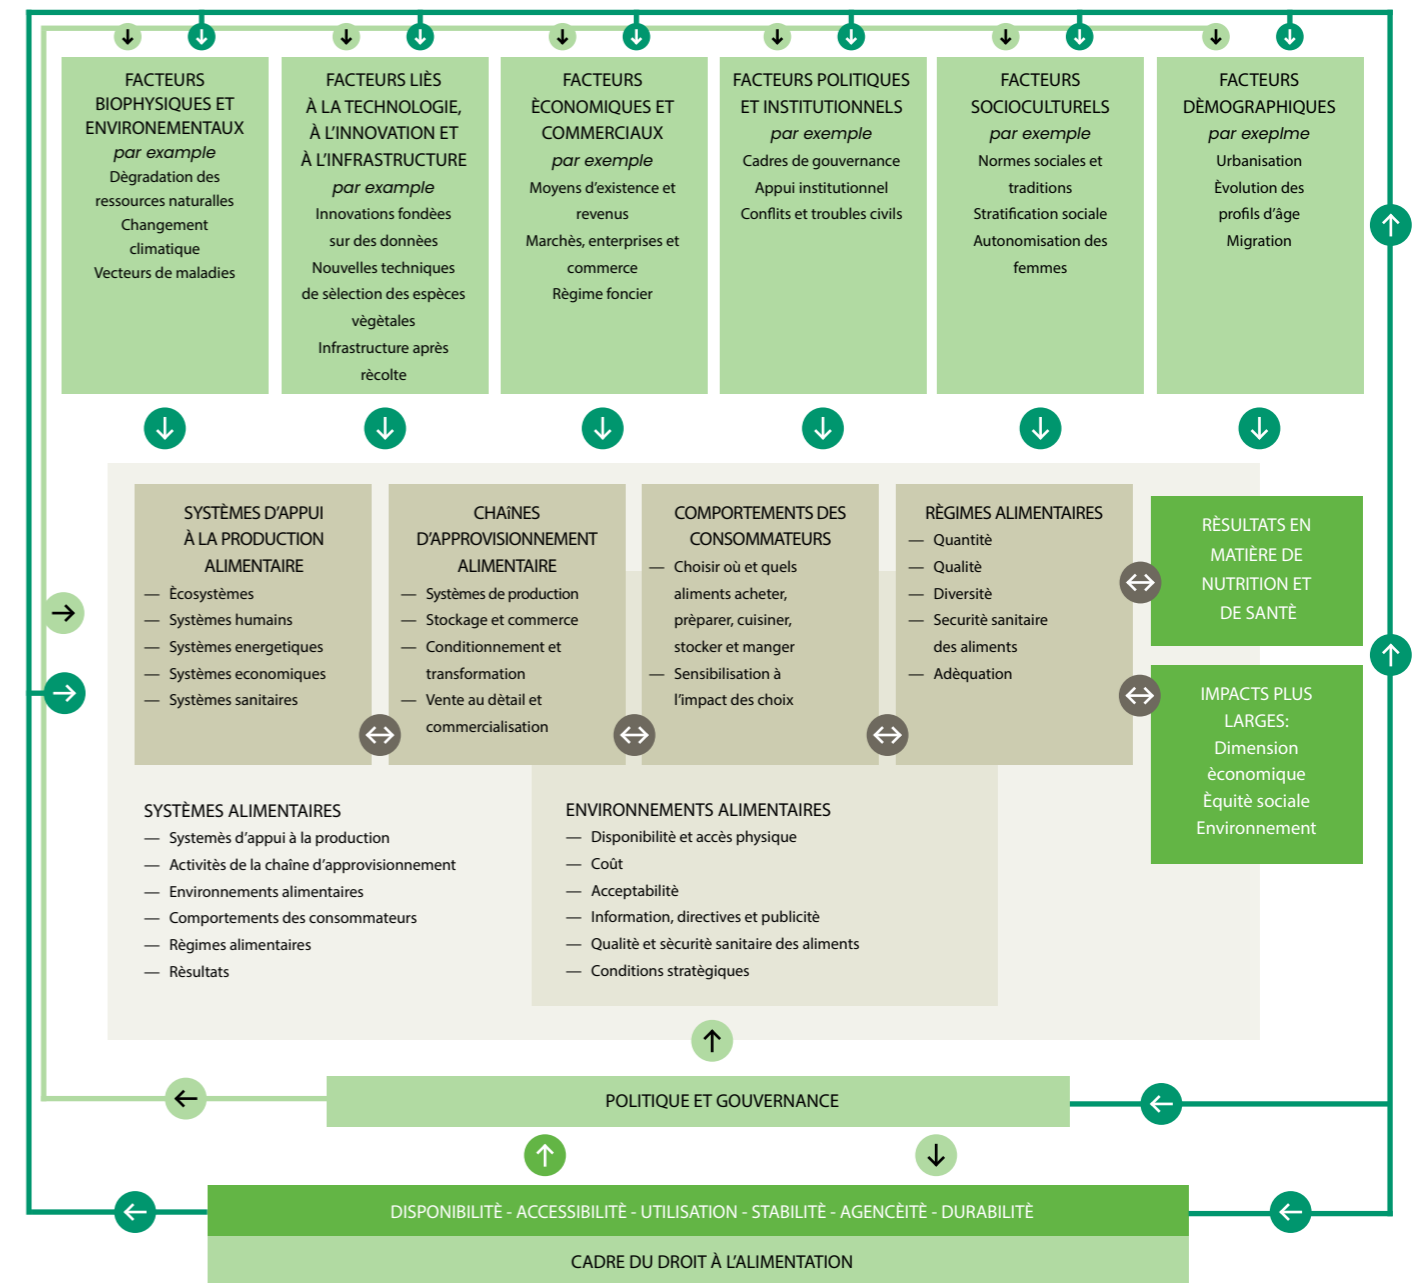 FACTEURS
BIOPHYSIQUES ET
ENVIRONEMENTAUX
par example
Dègradation des
ressources naturalles
Changement
climatique
Vecteurs de maladies
FACTEURS LIÈS
À LA TECHNOLOGIE,
À L’INNOVATION ET
À L’INFRASTRUCTURE
par example
Innovations fondèes
sur des donnèes
Nouvelles techniques
de sèlection des espèces
vègètales
Infrastructure après
rècolte
FACTEURS
ÈCONOMIQUES ET
COMMERCIAUX
par exemple
Moyens d’existence et
revenus
Marchès, enterprises et
commerce
Règime foncier
FACTEURS POLITIQUES
ET INSTITUTIONNELS
par exemple
Cadres de gouvernance
Appui institutionnel
Conflits et troubles civils
FACTEURS
SOCIOCULTURELS
par exemple
Normes sociales et
traditions
Stratification sociale
Autonomisation des
femmes
FACTEURS
DÈMOGRAPHIQUES
par exeplme
Urbanisation
Èvolution des
profils d’âge
Migration
SYSTÈMES D’APPUI
À LA PRODUCTION
ALIMENTAIRE
— Ècosystèmes
— Systèmes humains
— Systèmes energetiques
— Systèmes economiques
— Systèmes sanitaires
CHAîNES
D’APPROVISIONNEMENT
ALIMENTAIRE
— Systèmes de production
— Stockage et commerce
— Conditionnement et
transformation
— Vente au dètail et
commercialisation
COMPORTEMENTS DES
CONSOMMATEURS
— Choisir où et quels
aliments acheter,
prèparer, cuisiner,
stocker et manger
— Sensibilisation à
l’impact des choix
RÈGIMES ALIMENTAIRES
— Quantitè
— Qualitè
— Diversitè
— Securitè sanitaire
des aliments
— Adèquation
RÈSULTATS EN
MATIÈRE DE
NUTRITION ET
DE SANTÈ
IMPACTS PLUS
LARGES:
Dimension
èconomique
Èquitè sociale
Environnement
SYSTÈMES ALIMENTAIRES
— Systemès d’appui à la production
— Activitès de la chaîne d’approvisionnement
— Environnements alimentaires
— Comportements des consommateurs
— Règimes alimentaires
— Rèsultats
ENVIRONNEMENTS ALIMENTAIRES
— Disponibilitè et accès physique
— Coût
— Acceptabilitè
— Information, directives et publicitè
— Qualitè et sècuritè sanitaire des aliments
— Conditions stratègiques
POLITIQUE ET GOUVERNANCE
DISPONIBILITÈ - ACCESSIBILITÈ - UTILISATION - STABILITÈ - AGENCÈITÈ - DURABILITÈ
CADRE DU DROIT À L’ALIMENTATION